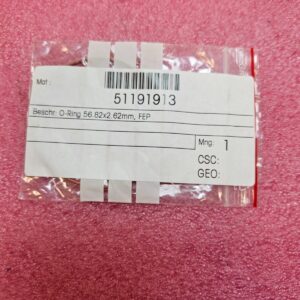 Mat :
51191913
Beschr: O-Ring 56.82x2.62mm, FEP
Mng: 1
CSC:
GEO: